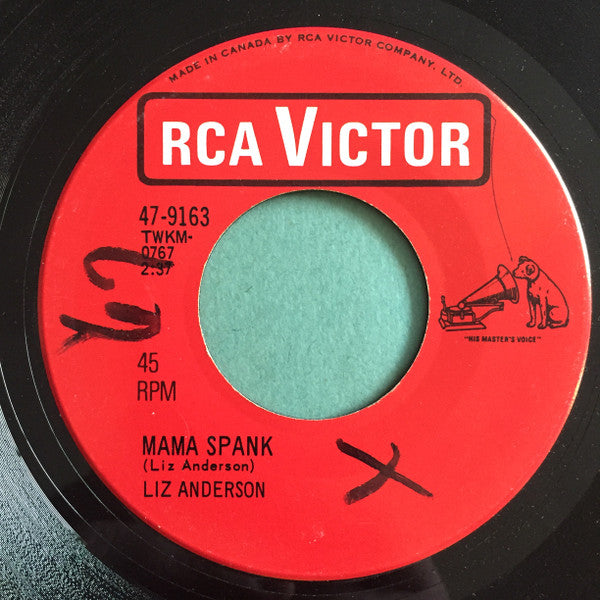 MADE IN CANADA BY RCA VICTOR COMPANY, LTD.
RCA VICTOR
47-9163
TWKM-
0767
2:37
"HIS MASTER'S VOICE"
45
RPM
MAMA SPANK
(Liz Anderson)
LIZ ANDERSON
X